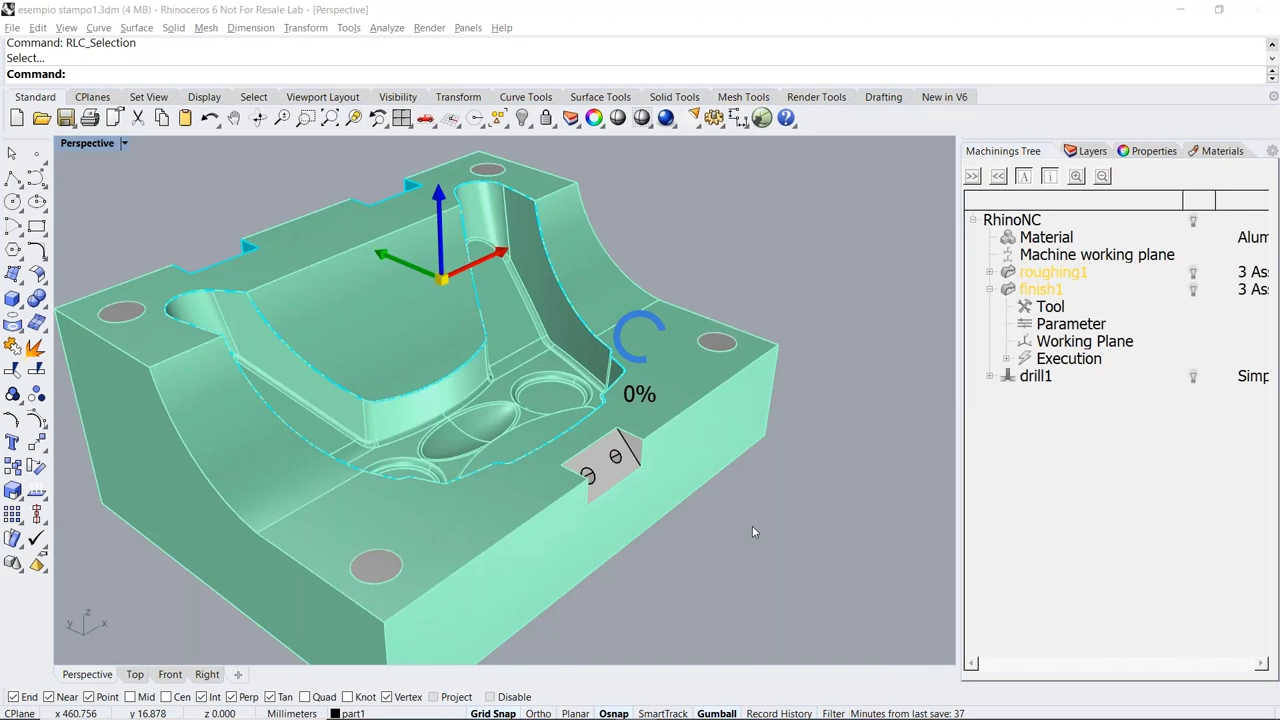 esempio stampo1.3dm (4 MB) - Rhinoceros 6 Not For Resale Lab - [Perspective]
File Edit View Curve Surface Solid Mesh Dimension Transform Tools Analyze Render Panels Help
Command: RLC_Selection
Select...
Command:
Standard CPlanes Set View Display Select Viewport Layout Visibility Transform Curve Tools Surface Tools Solid Tools Mesh Tools Render Tools Drafting New in V6
Perspective
Machinings Tree Layers Properties Materials
>> << A i
RhinoNC
Material Alum
Machine working plane
roughing1 3 Ass
finish1 3 Ass
Tool
Parameter
Working Plane
Execution
drill1 Simp
0%
z
y x
Perspective Top Front Right
End Near Point Mid Cen Int Perp Tan Quad Knot Vertex Project Disable
CPlane x 460.756 y 16.878 z 0.000 Millimeters part1 Grid Snap Ortho Planar Osnap SmartTrack Gumball Record History Filter Minutes from last save: 37